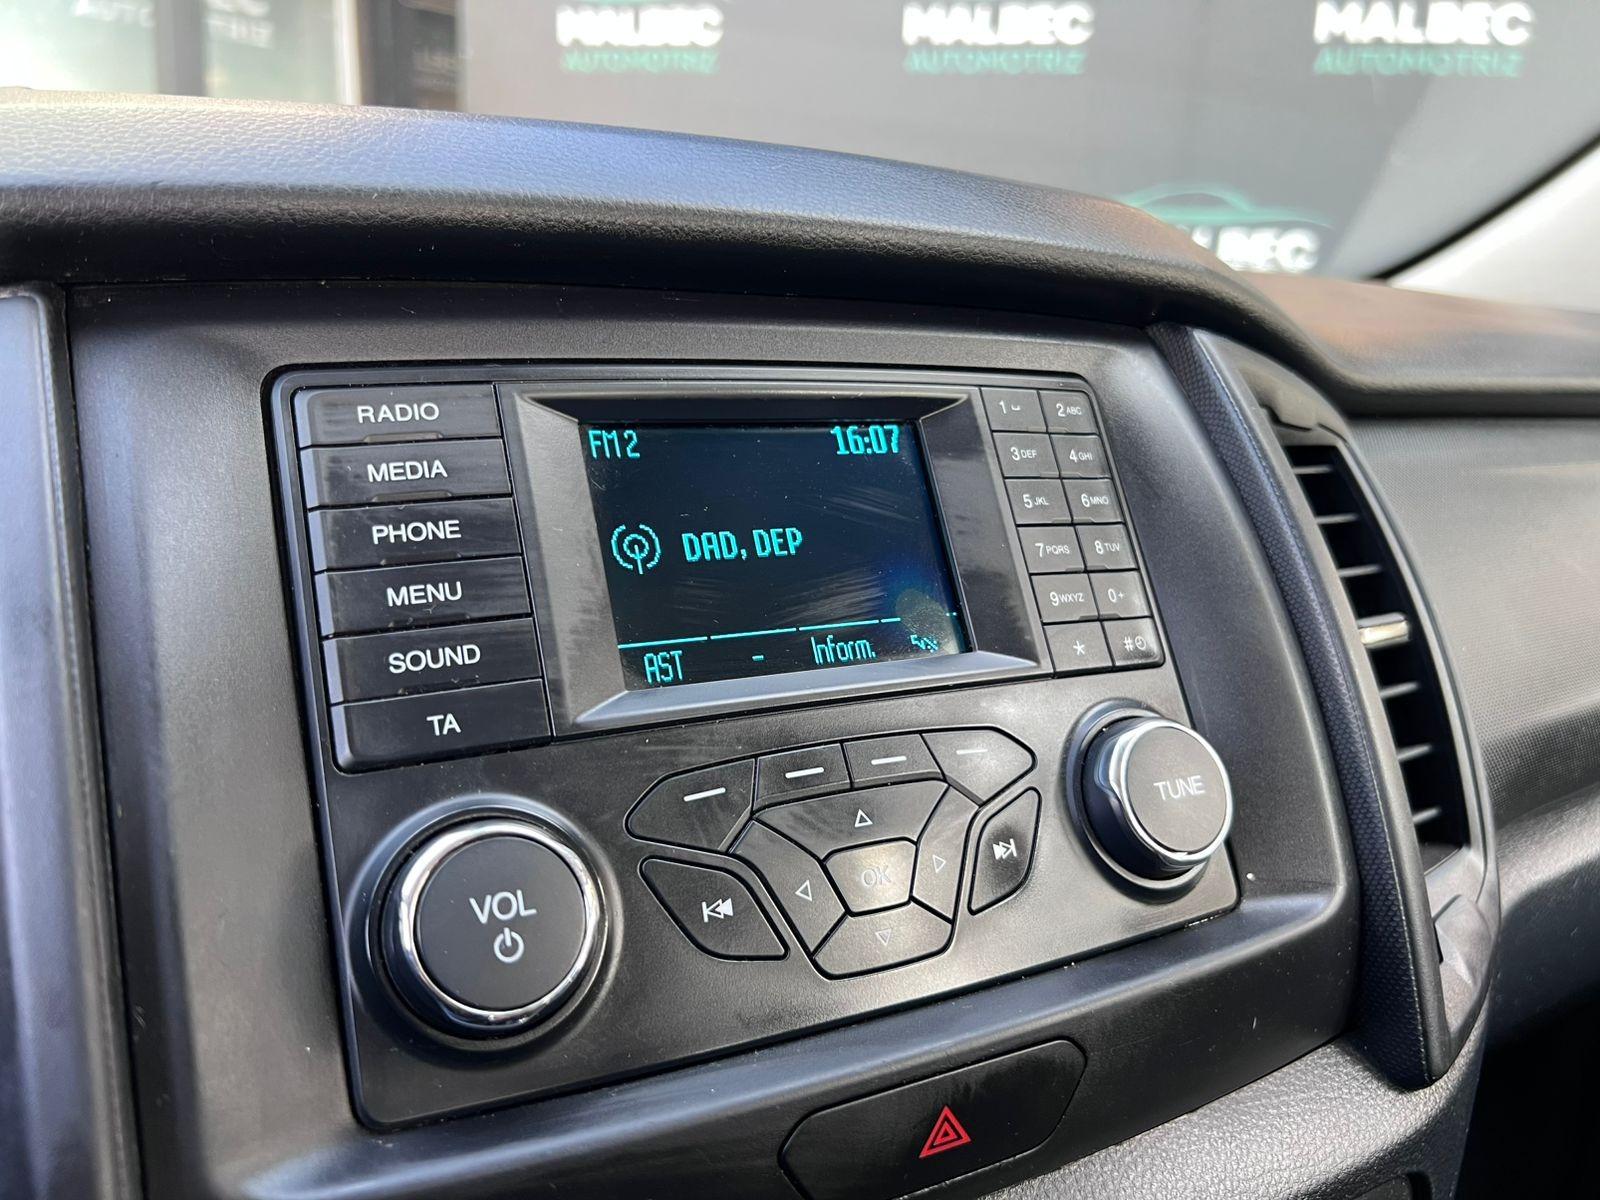 MALBEC
AUTOMOTRIZ
MALBEC
AUTOMOTRIZ
MALBEC
AUTOMOTRIZ
MALBEC
RADIO
MEDIA
PHONE
MENU
SOUND
TA
FM2 16:07
DAD, DEP
AST - Inform.
1 2 ABC
3 DEF 4 GHI
5 JKL 6 MNO
7 PQRS 8 TUV
9 WXYZ 0 +
* #
VOL
OK
TUNE